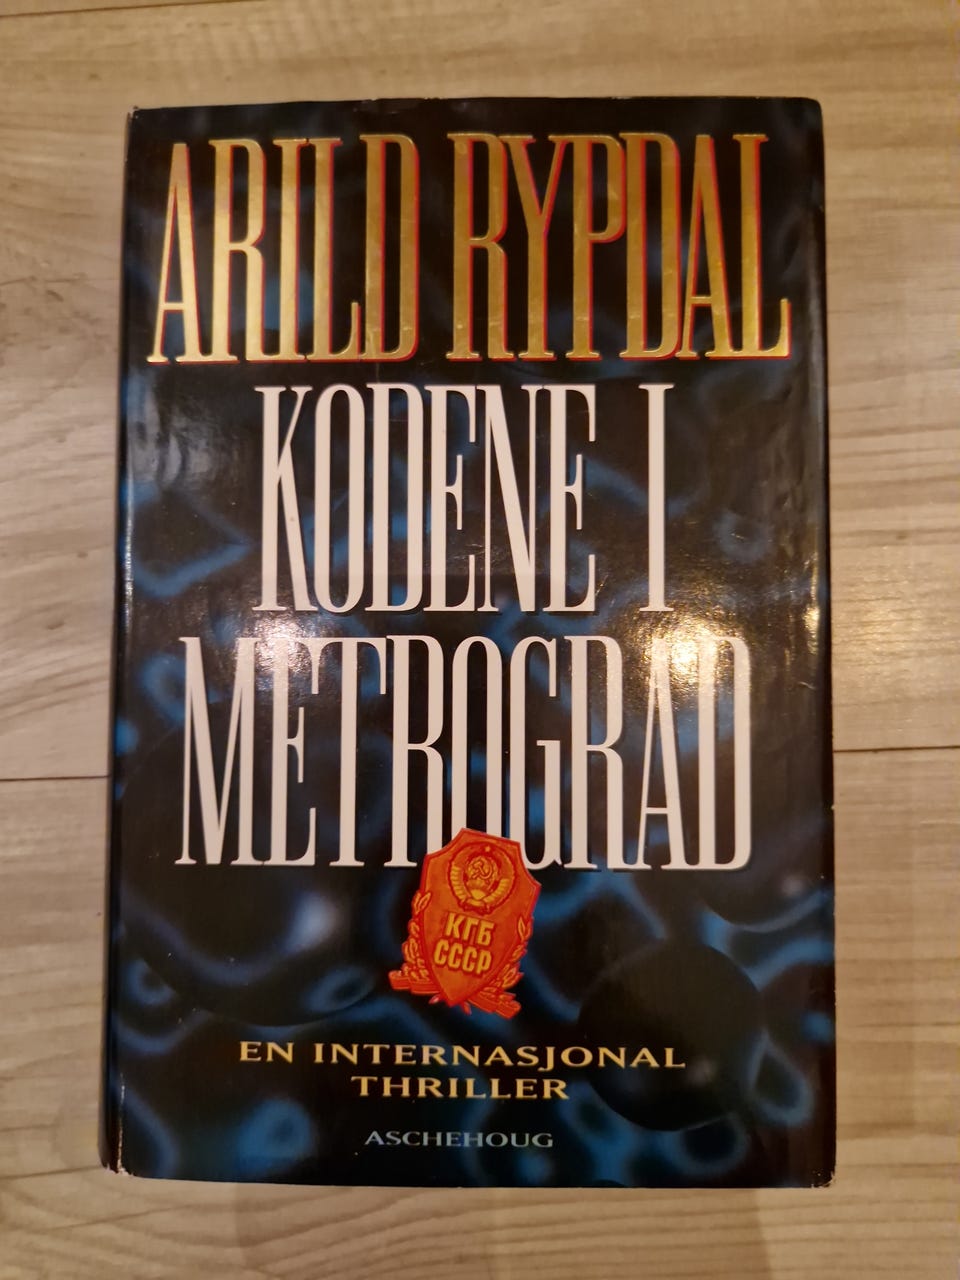 ARILD RYPDAL
KODENE I
METROGRAD
КГБ
СССР
EN INTERNASJONAL
THRILLER
ASCHEHOUG